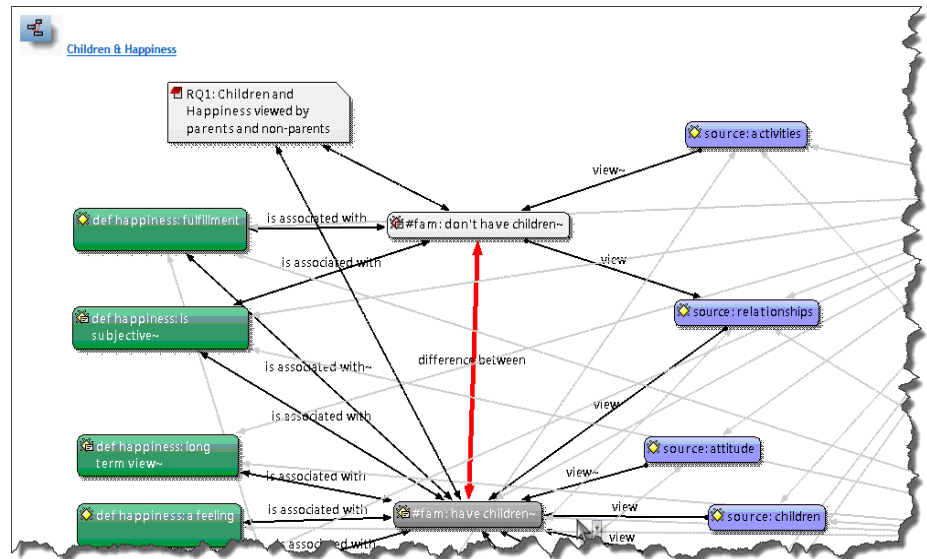 Children & Happiness
RQ1: Children and
Happiness viewed by
parents and non-parents
source: activities
view~
def happiness: fulfillment
is associated with
#fam: don't have children~
is associated with
view
def happiness: is
subjective~
source: relationships
difference between
is associated with~
is associated with
view
def happiness: long
term view~
source: attitude
view~
is associated with
def happiness: a feeling
is associated with
#fam: have children~
view
source: children
is associated with
view